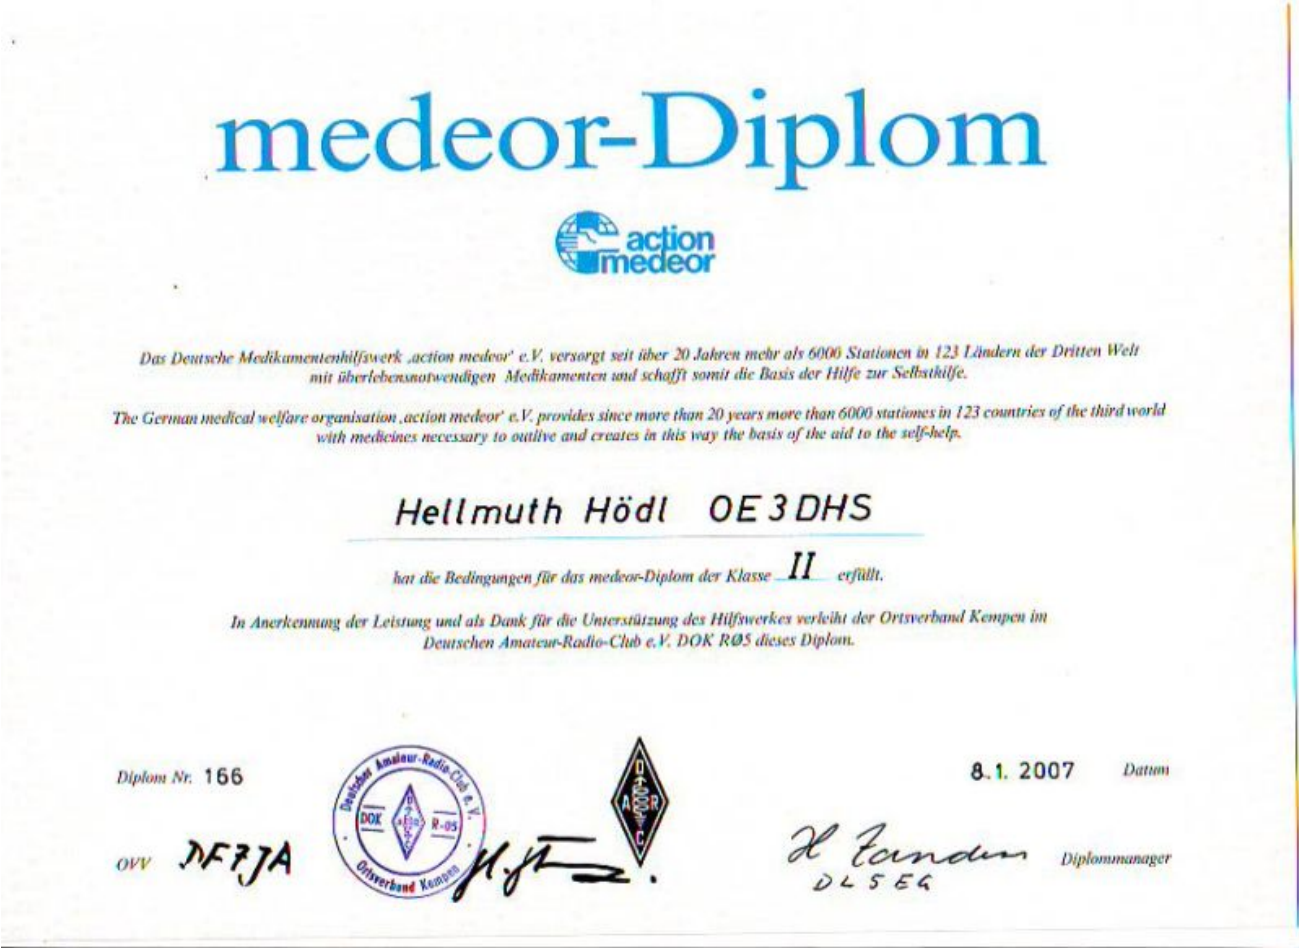 medeor-Diplom
action
medeor
Das Deutsche Medikamentenhilfswerk ‚action medeor' e.V. versorgt seit über 20 Jahren mehr als 6000 Stationen in 123 Ländern der Dritten Welt
mit überlebensnotwendigen Medikamenten und schafft somit die Basis der Hilfe zur Selbsthilfe.
The German medical welfare organisation ‚action medeor' e.V. provides since more than 20 years more than 6000 stationes in 123 countries of the third world
with medicines necessary to outlive and creates in this way the basis of the aid to the self-help.
Hellmuth Hödl OE3DHS
hat die Bedingungen für das medeor-Diplom der Klasse II erfüllt.
In Anerkennung der Leistung und als Dank für die Unterstützung des Hilfswerkes verleiht der Ortsverband Kempen im
Deutschen Amateur-Radio-Club e.V. DOK RØ5 dieses Diplom.
Diplom Nr. 166
Deutscher Amateur-Radio-Club e.V.
DOK R-05
Ortsverband Kempen
D
A R
C
8.1.2007 Datum
OVV DF7JA
Diplommanager
DL5EG